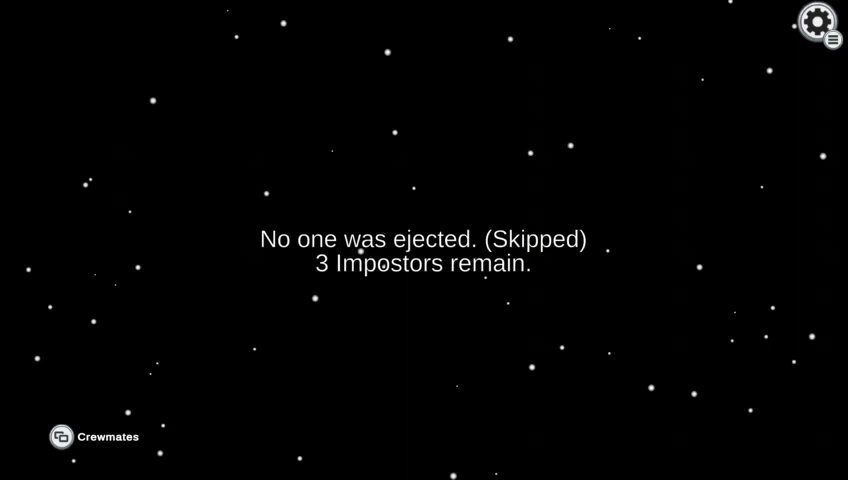 No one was ejected. (Skipped)
3 Impostors remain.
Crewmates